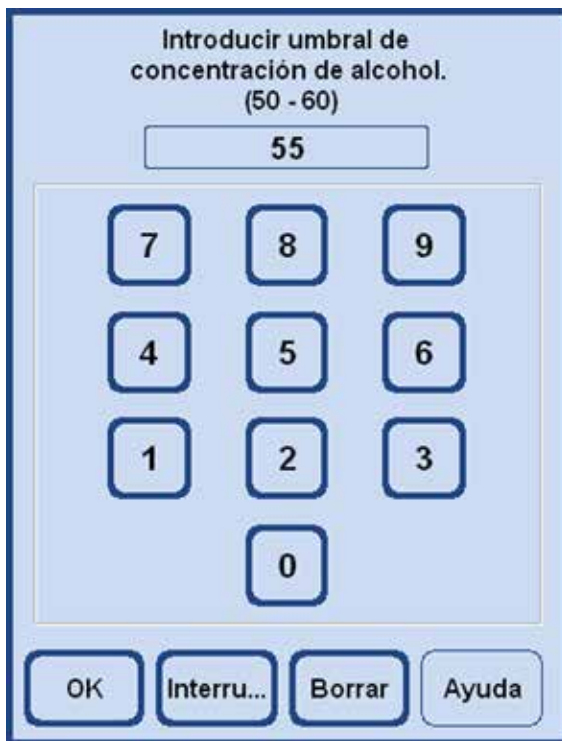 Introducir umbral de
concentración de alcohol.
(50 - 60)
55
7 8 9
4 5 6
1 2 3
0
OK Interru... Borrar Ayuda